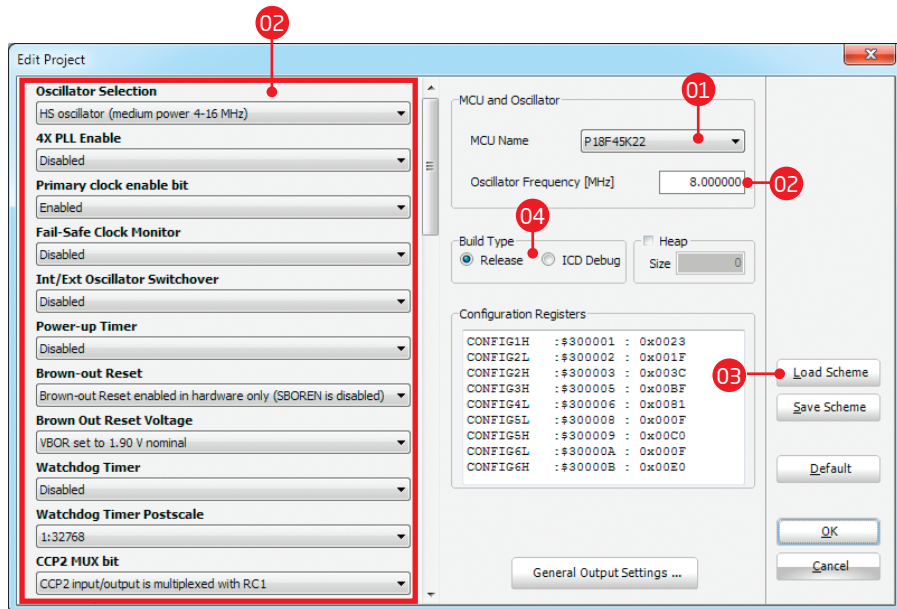 02
Edit Project
Oscillator Selection
HS oscillator (medium power 4-16 MHz)
4X PLL Enable
Disabled
Primary clock enable bit
Enabled
Fail-Safe Clock Monitor
Disabled
Int/Ext Oscillator Switchover
Disabled
Power-up Timer
Disabled
Brown-out Reset
Brown-out Reset enabled in hardware only (SBOREN is disabled)
Brown Out Reset Voltage
VBOR set to 1.90 V nominal
Watchdog Timer
Disabled
Watchdog Timer Postscale
1:32768
CCP2 MUX bit
CCP2 input/output is multiplexed with RC1
MCU and Oscillator
01
MCU Name P18F45K22
Oscillator Frequency [MHz] 8.000000
02
04
Build Type
Release ICD Debug
Heap
Size 0
Configuration Registers
CONFIG1H :$300001 : 0x0023
CONFIG2L :$300002 : 0x001F
CONFIG2H :$300003 : 0x003C
CONFIG3H :$300005 : 0x00BF
CONFIG4L :$300006 : 0x0081
CONFIG5L :$300008 : 0x000F
CONFIG5H :$300009 : 0x00C0
CONFIG6L :$30000A : 0x000F
CONFIG6H :$30000B : 0x00E0
General Output Settings ...
03
Load Scheme
Save Scheme
Default
OK
Cancel